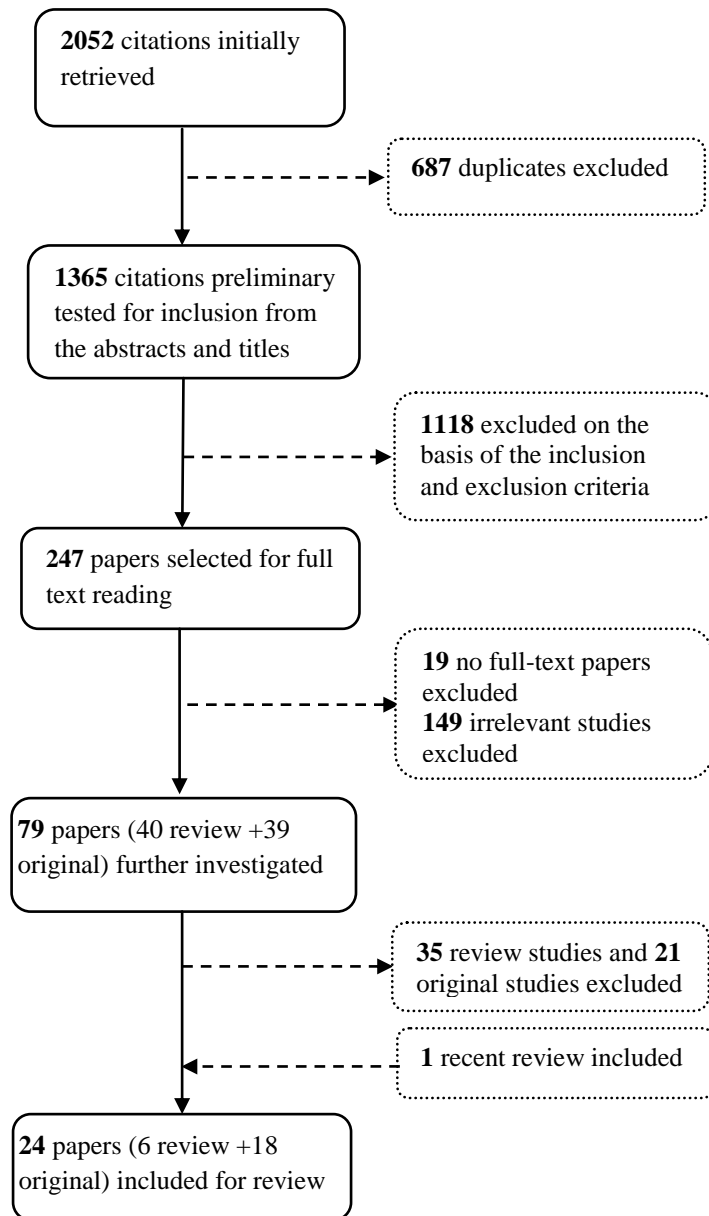 2052 citations initially
retrieved
687 duplicates excluded
1365 citations preliminary
tested for inclusion from
the abstracts and titles
1118 excluded on the
basis of the inclusion
and exclusion criteria
247 papers selected for full
text reading
19 no full-text papers
excluded
149 irrelevant studies
excluded
79 papers (40 review +39
original) further investigated
35 review studies and 21
original studies excluded
1 recent review included
24 papers (6 review +18
original) included for review